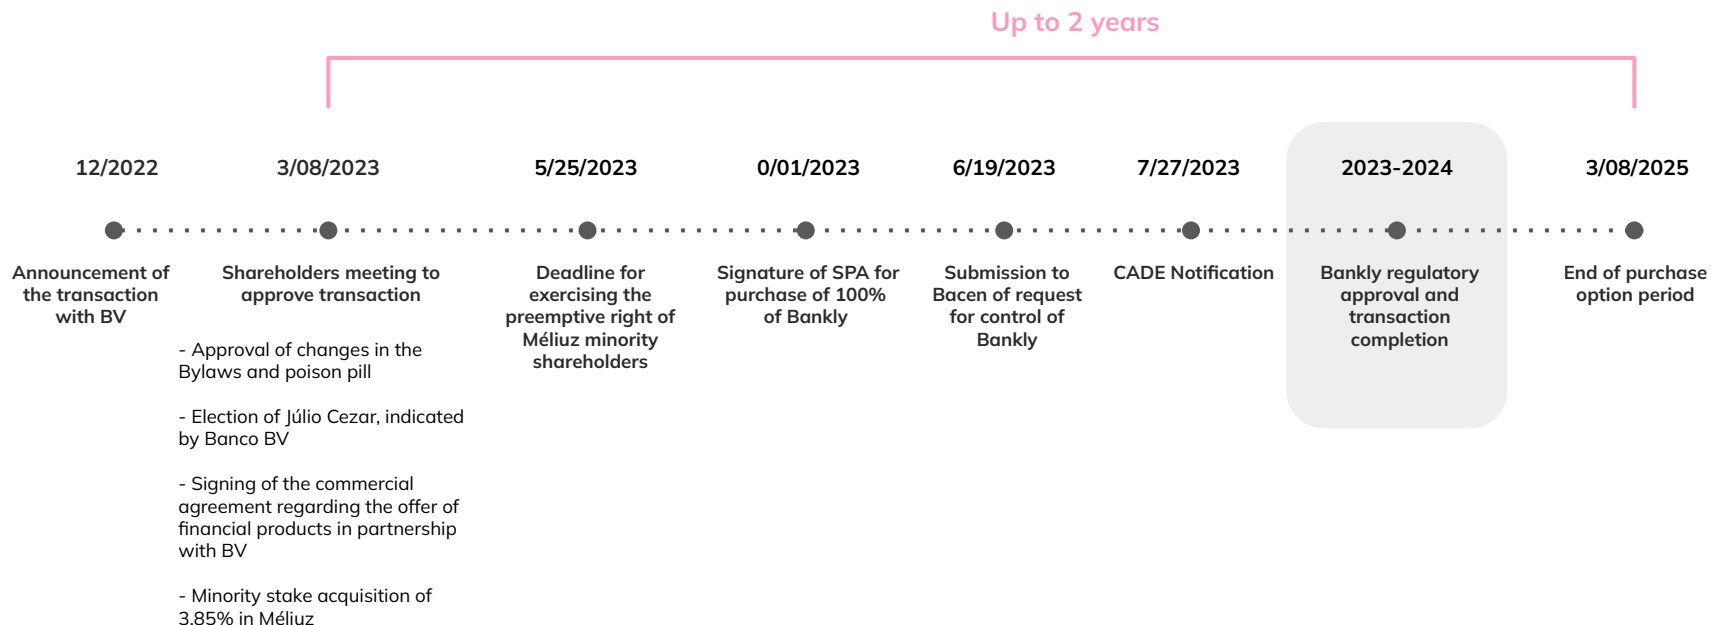 Up to 2 years
12/2022
3/08/2023
5/25/2023
0/01/2023
6/19/2023
7/27/2023
2023-2024
3/08/2025
Announcement of
the transaction
with BV
Shareholders meeting to
approve transaction
- Approval of changes in the
Bylaws and poison pill
- Election of Júlio Cezar, indicated
by Banco BV
- Signing of the commercial
agreement regarding the offer of
financial products in partnership
with BV
- Minority stake acquisition of
3.85% in Méliuz
Deadline for
exercising the
preemptive right of
Méliuz minority
shareholders
Signature of SPA for
purchase of 100%
of Bankly
Submission to
Bacen of request
for control of
Bankly
CADE Notification
Bankly regulatory
approval and
transaction
completion
End of purchase
option period